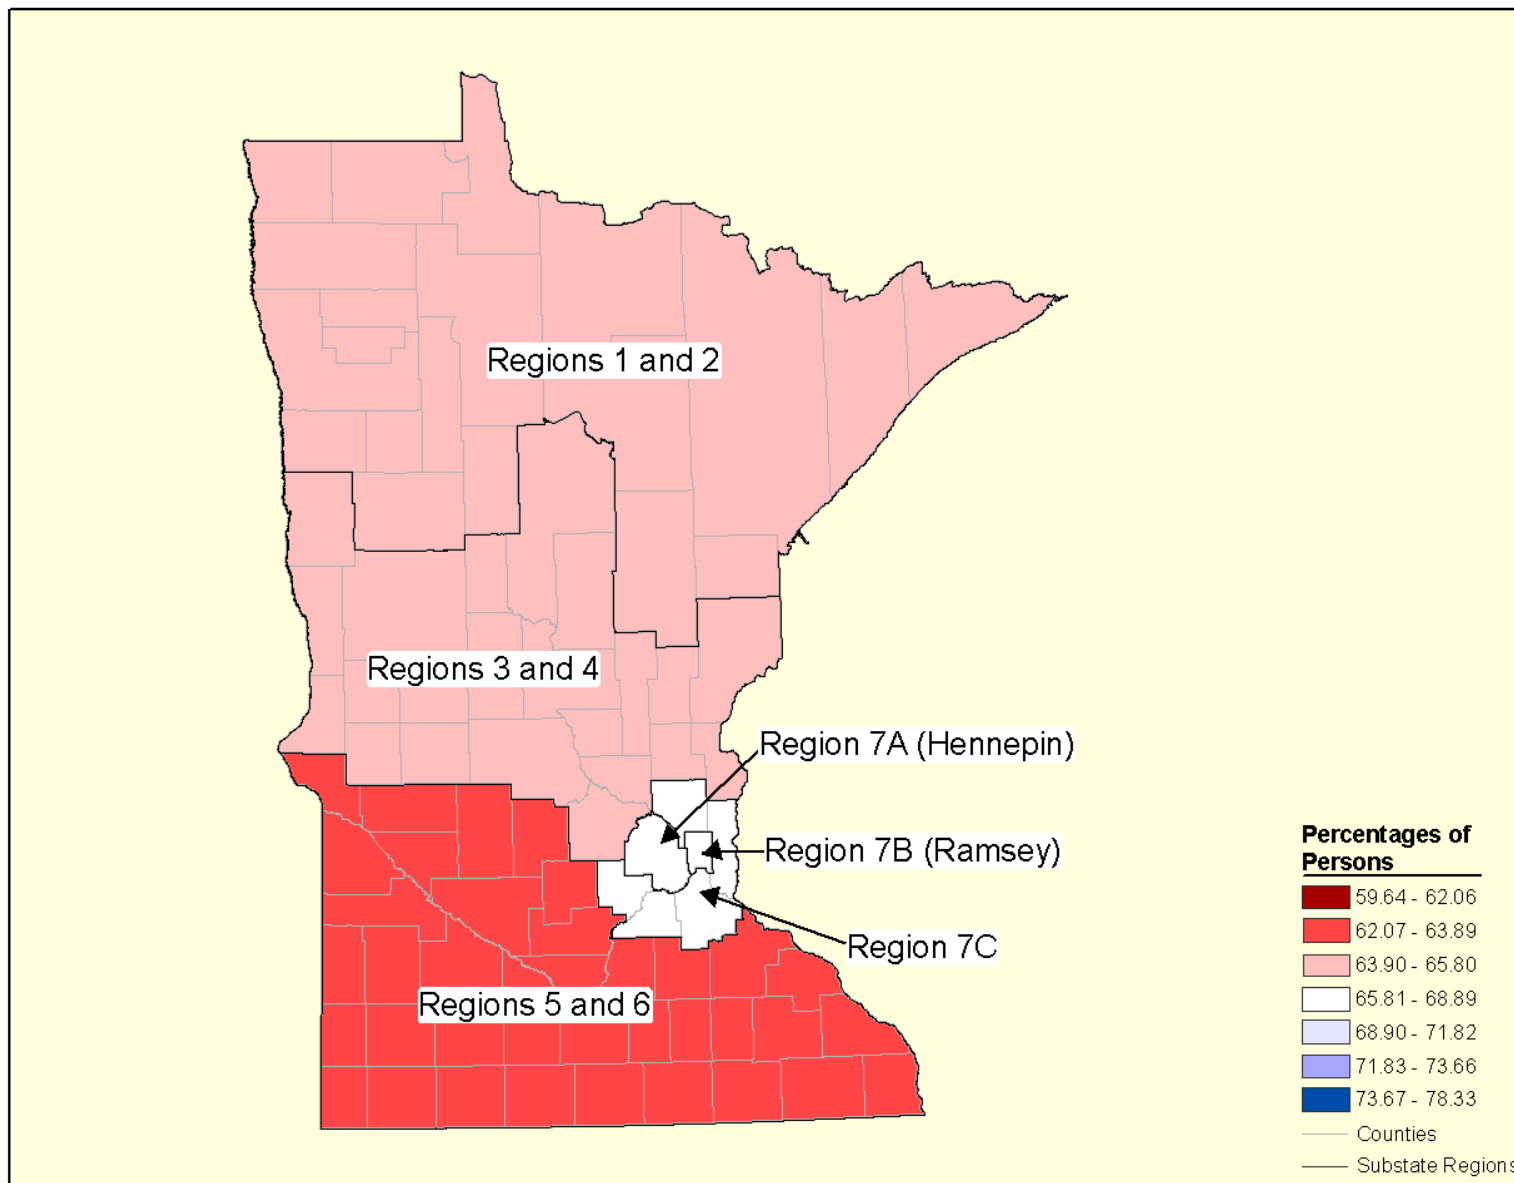 Regions 1 and 2
Regions 3 and 4
Region 7A (Hennepin)
Region 7B (Ramsey)
Region 7C
Regions 5 and 6
Percentages of
Persons
59.64 - 62.06
62.07 - 63.89
63.90 - 65.80
65.81 - 68.89
68.90 - 71.82
71.83 - 73.66
73.67 - 78.33
Counties
Substate Regions